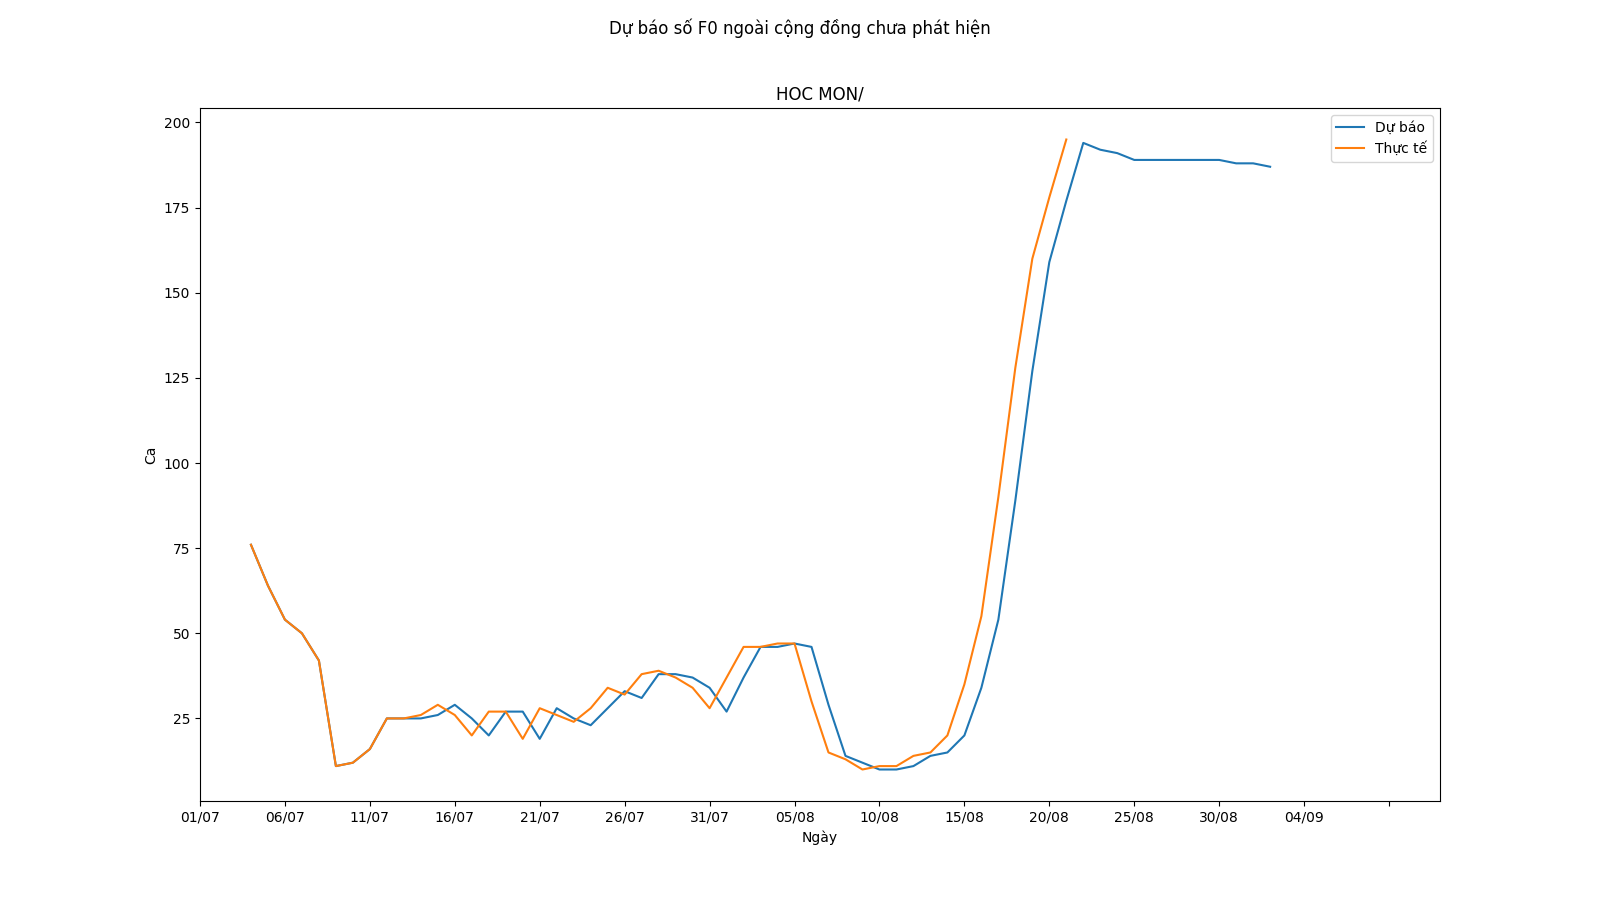 Dự báo số F0 ngoài cộng đồng chưa phát hiện
HOC MON/
Dự báo
Thực tế
200
175
150
125
100
75
50
25
Ca
01/07 06/07 11/07 16/07 21/07 26/07 31/07 05/08 10/08 15/08 20/08 25/08 30/08 04/09
Ngày